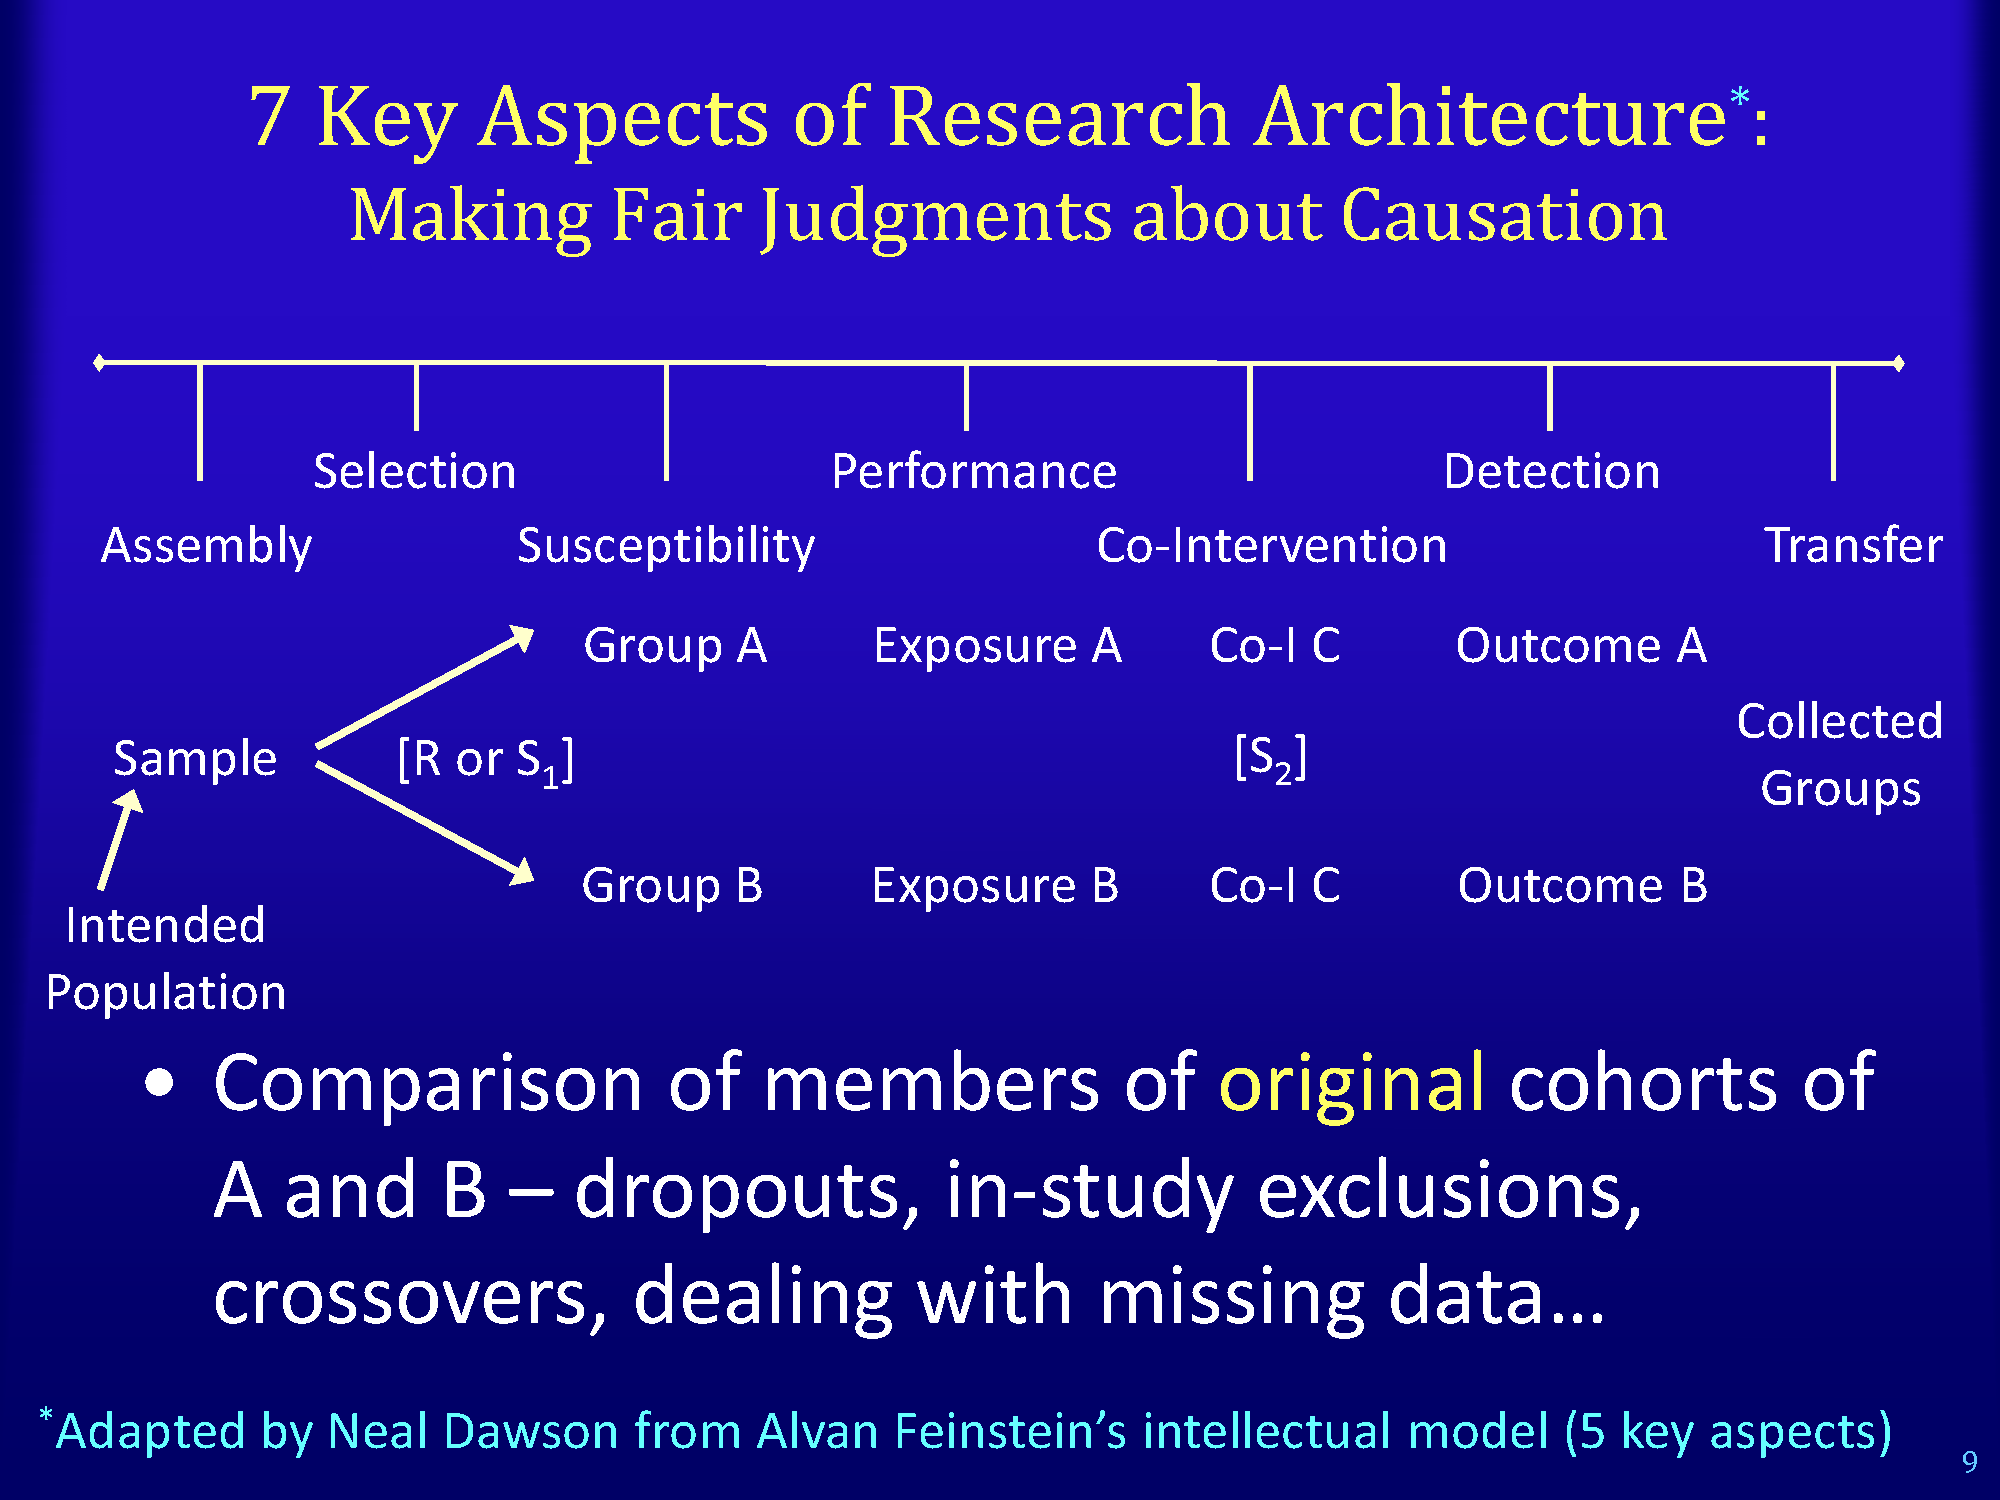 7 Key Aspects of Research Architecture*:
Making Fair Judgments about Causation
Selection Performance Detection
Assembly Susceptibility Co-Intervention Transfer
Group A Exposure A Co-I C Outcome A
Collected
Sample [R or S1] [S2]
Groups
Group B Exposure B Co-I C Outcome B
Intended
Population
• Comparison of members of original cohorts of
A and B – dropouts, in-study exclusions,
crossovers, dealing with missing data...
*Adapted by Neal Dawson from Alvan Feinstein’s intellectual model (5 key aspects)
9